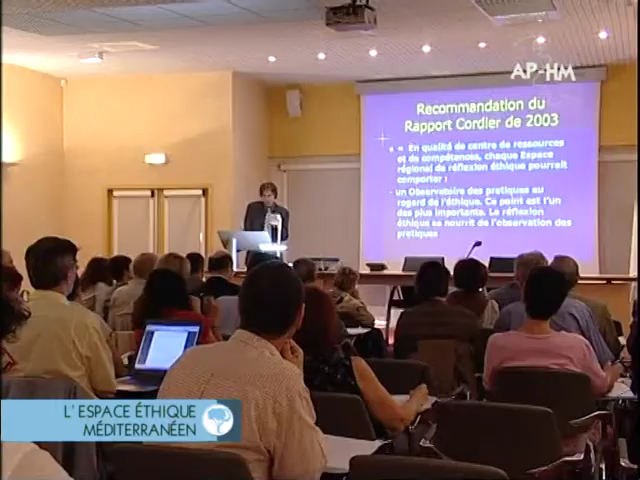 AP-HM
Recommandation du
Rapport Cordier de 2003
« En qualité de centre de ressources
et de compétences, chaque Espace
régional de réflexion éthique pourrait
comporter :
- un Observatoire des pratiques au
regard de l'éthique. Ce point est l'un
des plus importants. La réflexion
éthique se nourrit de l'observation des
pratiques
L' ESPACE ÉTHIQUE
MÉDITERRANÉEN